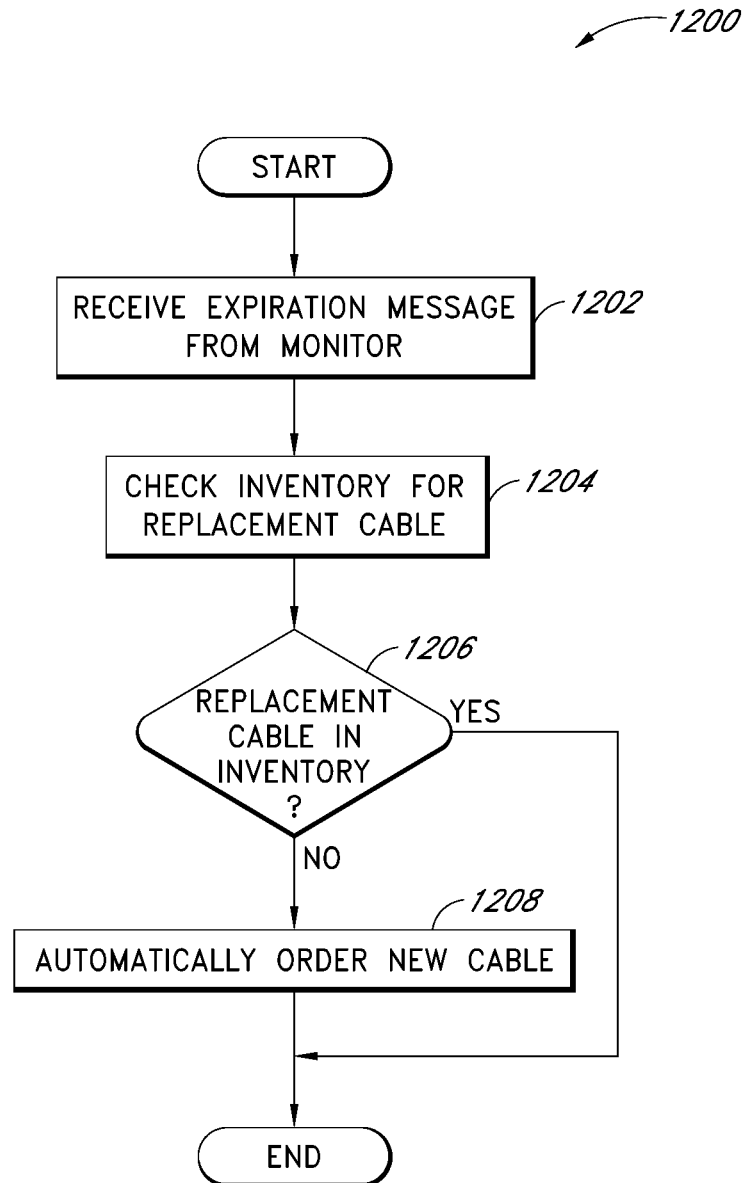 1200
START
RECEIVE EXPIRATION MESSAGE
FROM MONITOR
1202
CHECK INVENTORY FOR
REPLACEMENT CABLE
1204
1206
REPLACEMENT
CABLE IN
INVENTORY
?
YES
NO
1208
AUTOMATICALLY ORDER NEW CABLE
END